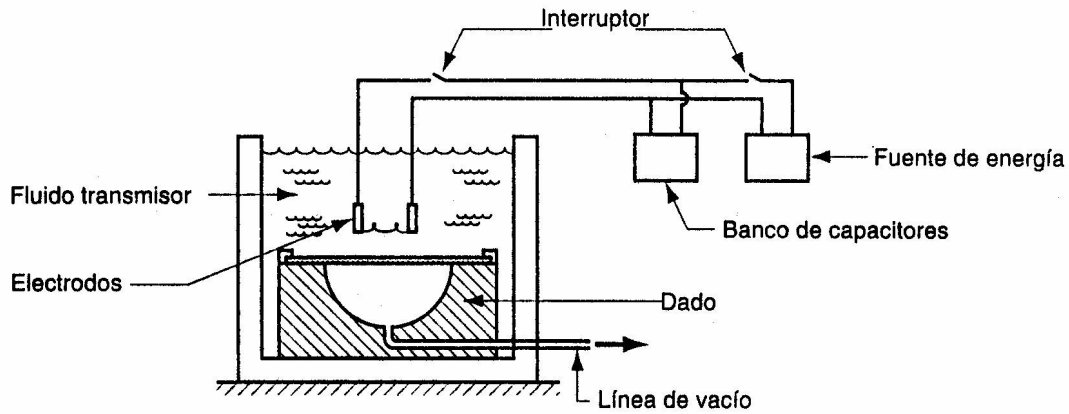 Interruptor
Fuente de energía
Fluido transmisor
Banco de capacitores
Electrodos
Dado
Línea de vacío